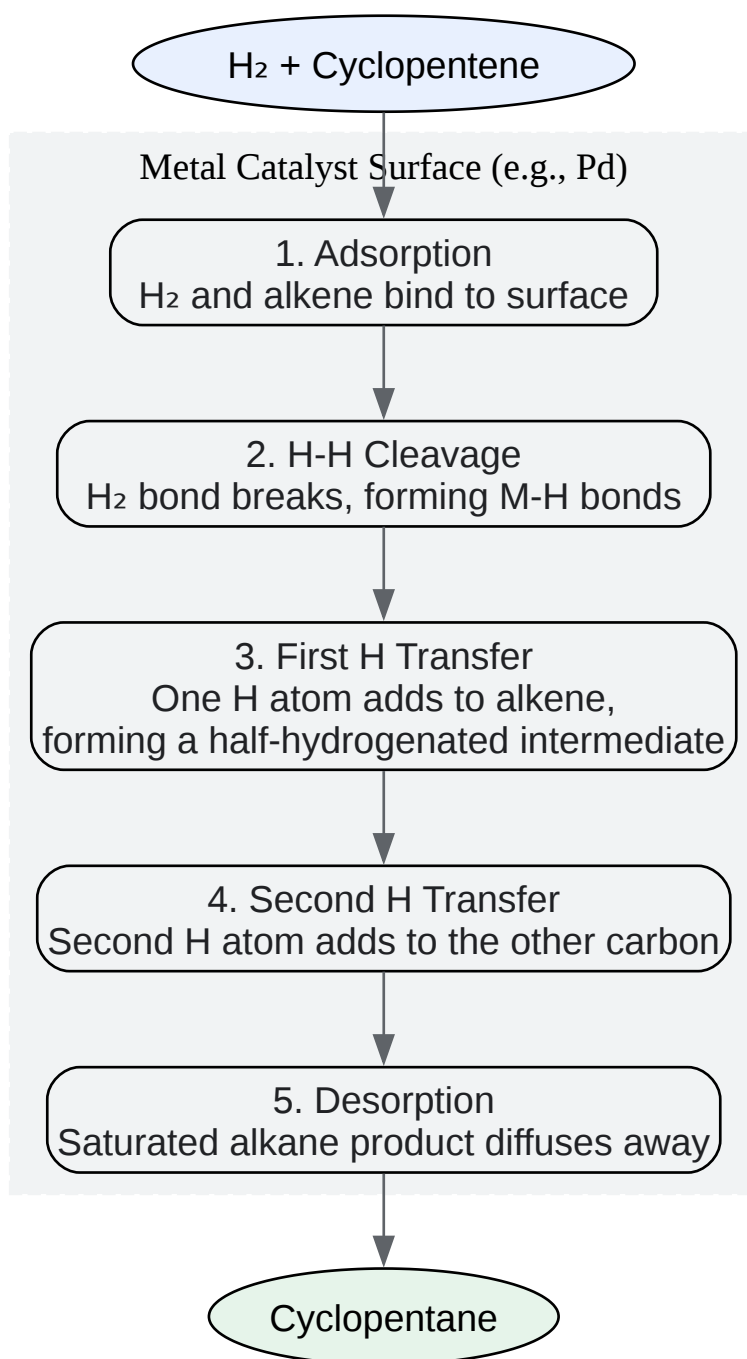 H₂ + Cyclopentene
Metal Catalyst Surface (e.g., Pd)
1. Adsorption
H₂ and alkene bind to surface
2. H-H Cleavage
H₂ bond breaks, forming M-H bonds
3. First H Transfer
One H atom adds to alkene,
forming a half-hydrogenated intermediate
4. Second H Transfer
Second H atom adds to the other carbon
5. Desorption
Saturated alkane product diffuses away
Cyclopentane